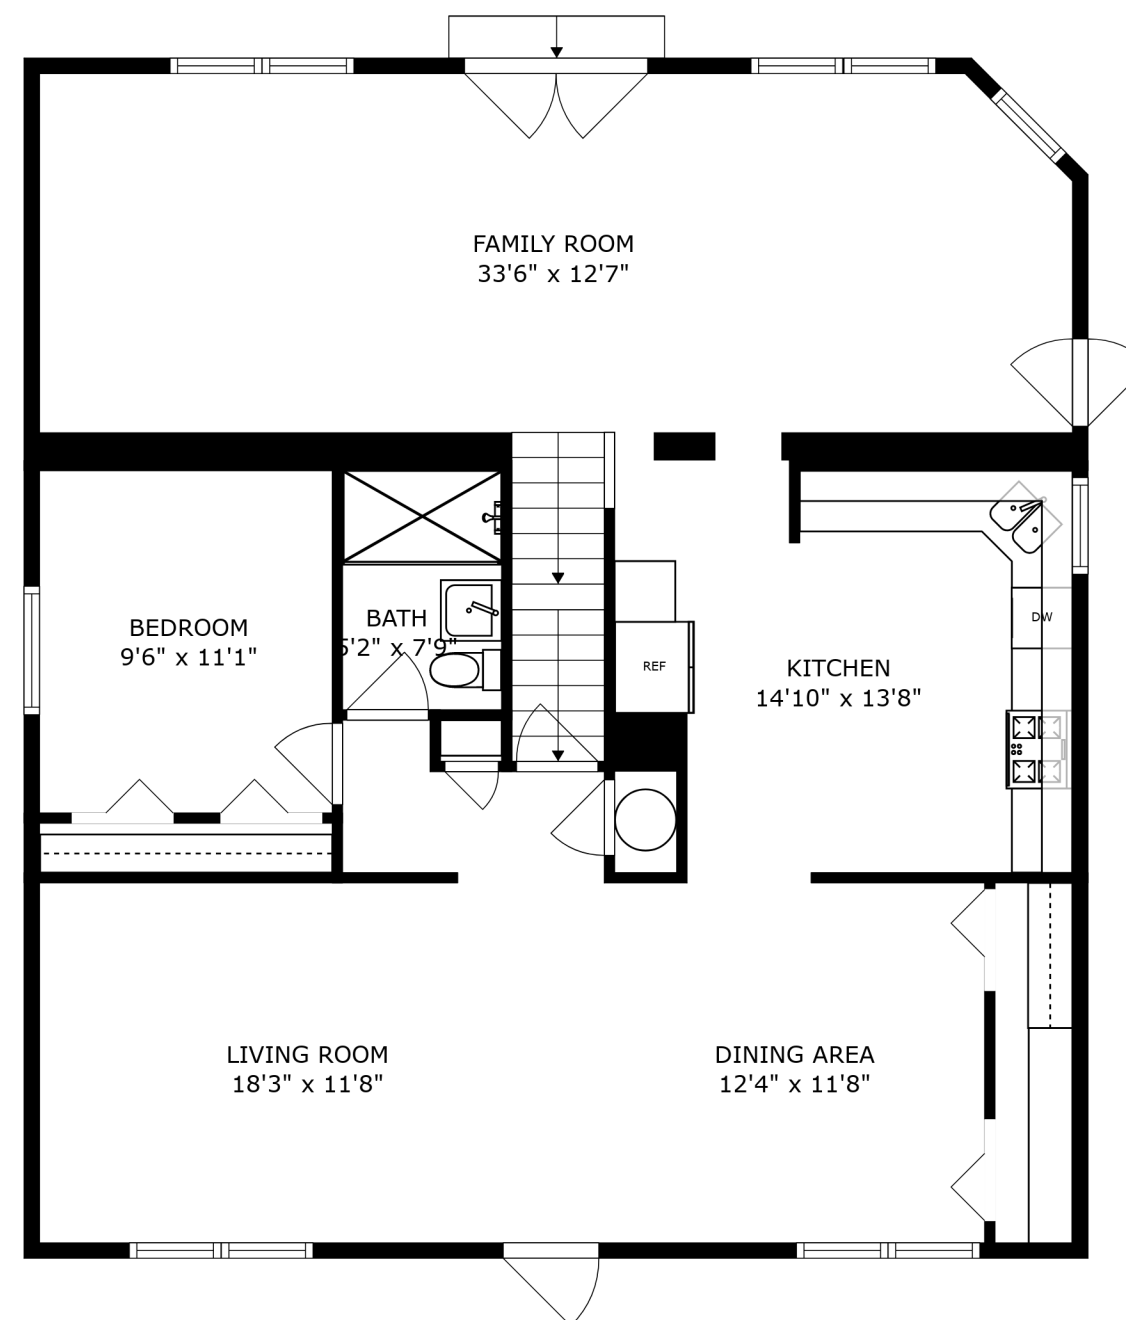 FAMILY ROOM
33'6" x 12'7"
BEDROOM
9'6" x 11'1"
BATH
5'2" x 7'9"
REF
KITCHEN
14'10" x 13'8"
DW
LIVING ROOM
18'3" x 11'8"
DINING AREA
12'4" x 11'8"